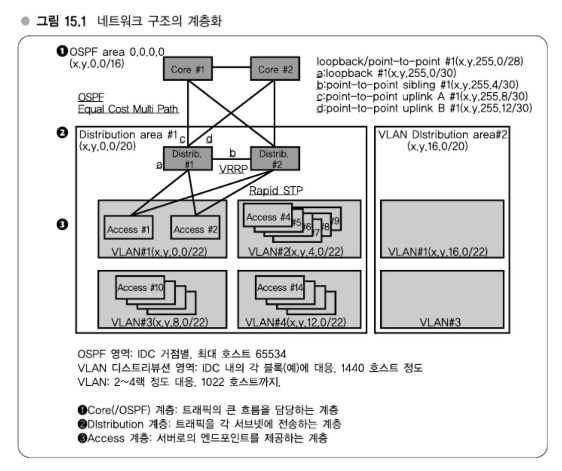 ● 그림 15.1 네트워크 구조의 계층화
❶OSPF area 0,0,0,0
(x,y,0,0/16)
Core #1
Core #2
loopback/point-to-point #1(x,y,255,0/28)
a:loopback #1(x,y,255,0/30)
b:point-to-point sibling #1(x,y,255,4/30)
c:point-to-point uplink A #1(x,y,255,8/30)
d:point-to-point uplink B #1(x,y,255,12/30)
OSPF
Equal Cost Multi Path
❷
Distribution area #1
(x,y,0,0/20)
c
d
VLAN DIstribution area#2
(x,y,16,0/20)
a
Distrib,
#1
b
VRRP
Distrib,
#2
Rapid STP
❸
Access #1
Access #2
VLAN#1(x,y,0,0/22)
Access #4
#5
#6
#7
#8
#9
VLAN#2(x,y,4,0/22)
VLAN#1(x,y,16,0/22)
Access #10
VLAN#3(x,y,8,0/22)
Access #14
VLAN#4(x,y,12,0/22)
VLAN#3
OSPF 영역: IDC 거점별, 최대 호스트 65534
VLAN 디스트리뷰션 영역: IDC 내의 각 블록(예)에 대응, 1440 호스트 정도
VLAN: 2~4랙 정도 대응, 1022 호스트까지,
❶Core(/OSPF) 계층: 트래픽의 큰 흐름을 담당하는 계층
❷DIstribution 계층: 트래픽을 각 서브넷에 전송하는 계층
❸Access 계층: 서버로의 엔드포인트를 제공하는 계층